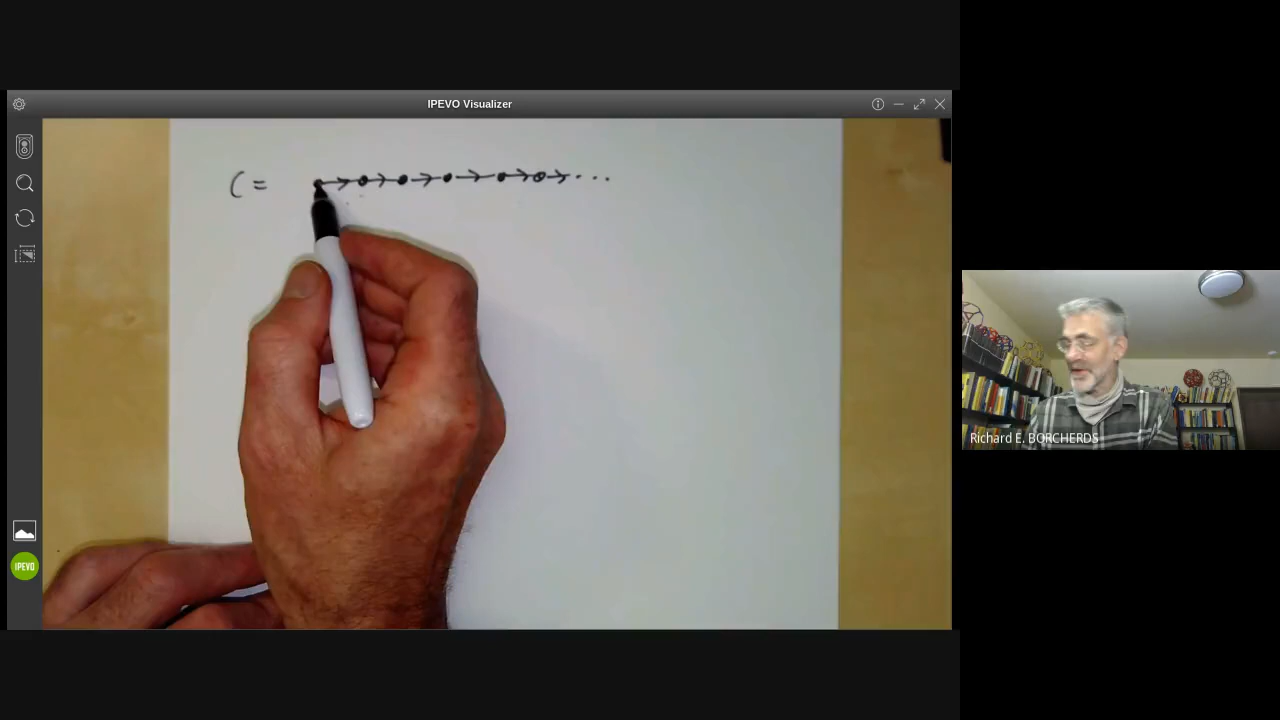 IPEVO Visualizer
C = • → • → • → • → • → • → ...
IPEVO
Richard E. BORCHERDS